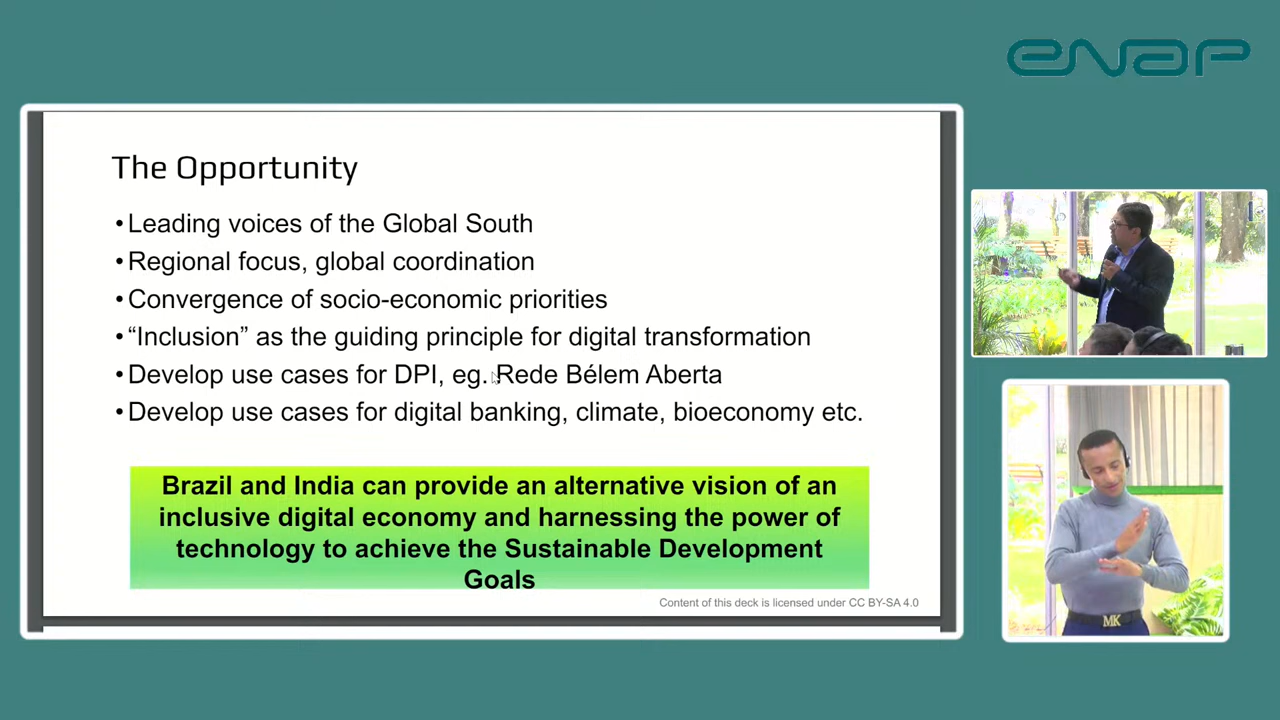 enap
The Opportunity
• Leading voices of the Global South
• Regional focus, global coordination
• Convergence of socio-economic priorities
• “Inclusion” as the guiding principle for digital transformation
• Develop use cases for DPI, eg. Rede Bélem Aberta
• Develop use cases for digital banking, climate, bioeconomy etc.
Brazil and India can provide an alternative vision of an
inclusive digital economy and harnessing the power of
technology to achieve the Sustainable Development
Goals
Content of this deck is licensed under CC BY-SA 4.0
MK